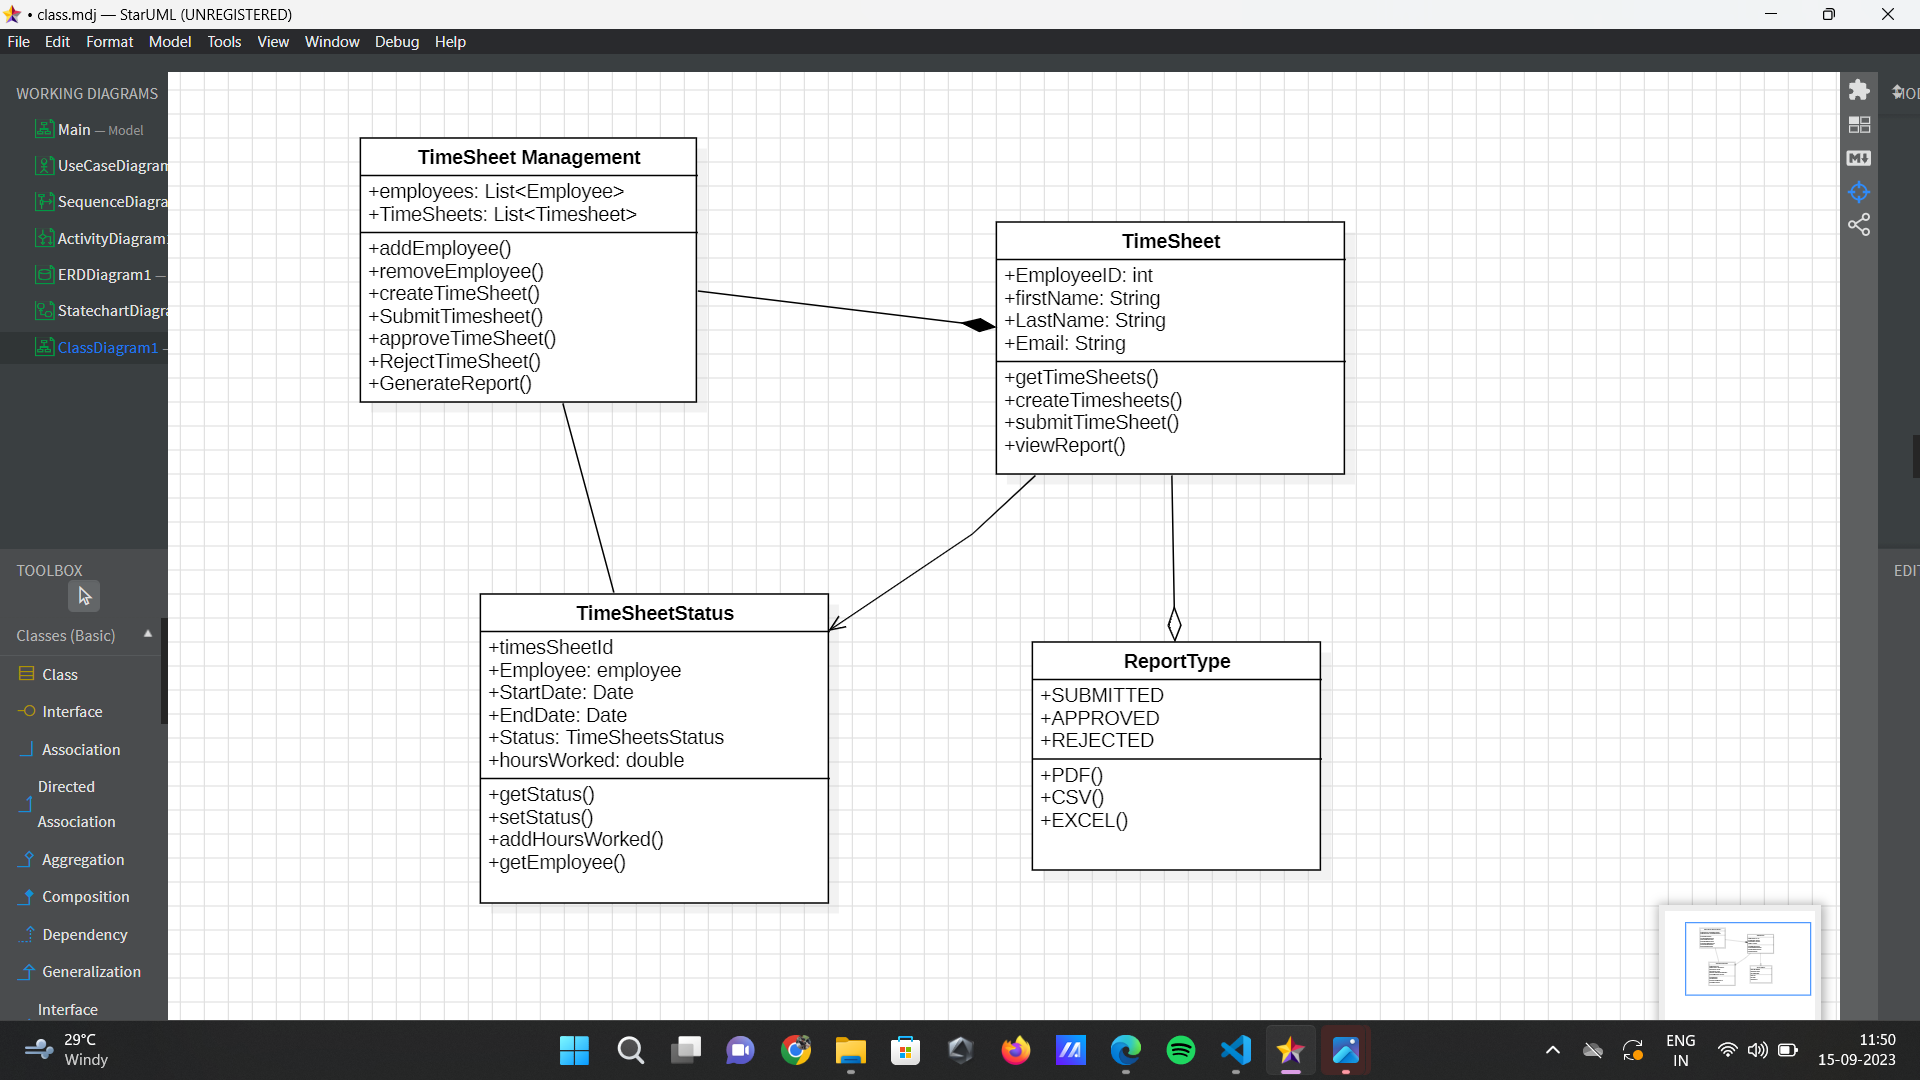 • class.mdj — StarUML (UNREGISTERED)
File Edit Format Model Tools View Window Debug Help
WORKING DIAGRAMS
Main — Model
UseCaseDiagram
SequenceDiagra
ActivityDiagram
ERDDiagram1 —
StatechartDiagra
ClassDiagram1 -
TOOLBOX
Classes (Basic)
Class
Interface
Association
Directed
Association
Aggregation
Composition
Dependency
Generalization
Interface
TimeSheet Management
+employees: List<Employee>
+TimeSheets: List<Timesheet>
+addEmployee()
+removeEmployee()
+createTimeSheet()
+SubmitTimesheet()
+approveTimeSheet()
+RejectTimeSheet()
+GenerateReport()
TimeSheet
+EmployeeID: int
+firstName: String
+LastName: String
+Email: String
+getTimeSheets()
+createTimesheets()
+submitTimeSheet()
+viewReport()
TimeSheetStatus
+timesSheetId
+Employee: employee
+StartDate: Date
+EndDate: Date
+Status: TimeSheetsStatus
+hoursWorked: double
+getStatus()
+setStatus()
+addHoursWorked()
+getEmployee()
ReportType
+SUBMITTED
+APPROVED
+REJECTED
+PDF()
+CSV()
+EXCEL()
M↓
MOD
EDIT
29°C
Windy
ENG
IN
11:50
15-09-2023